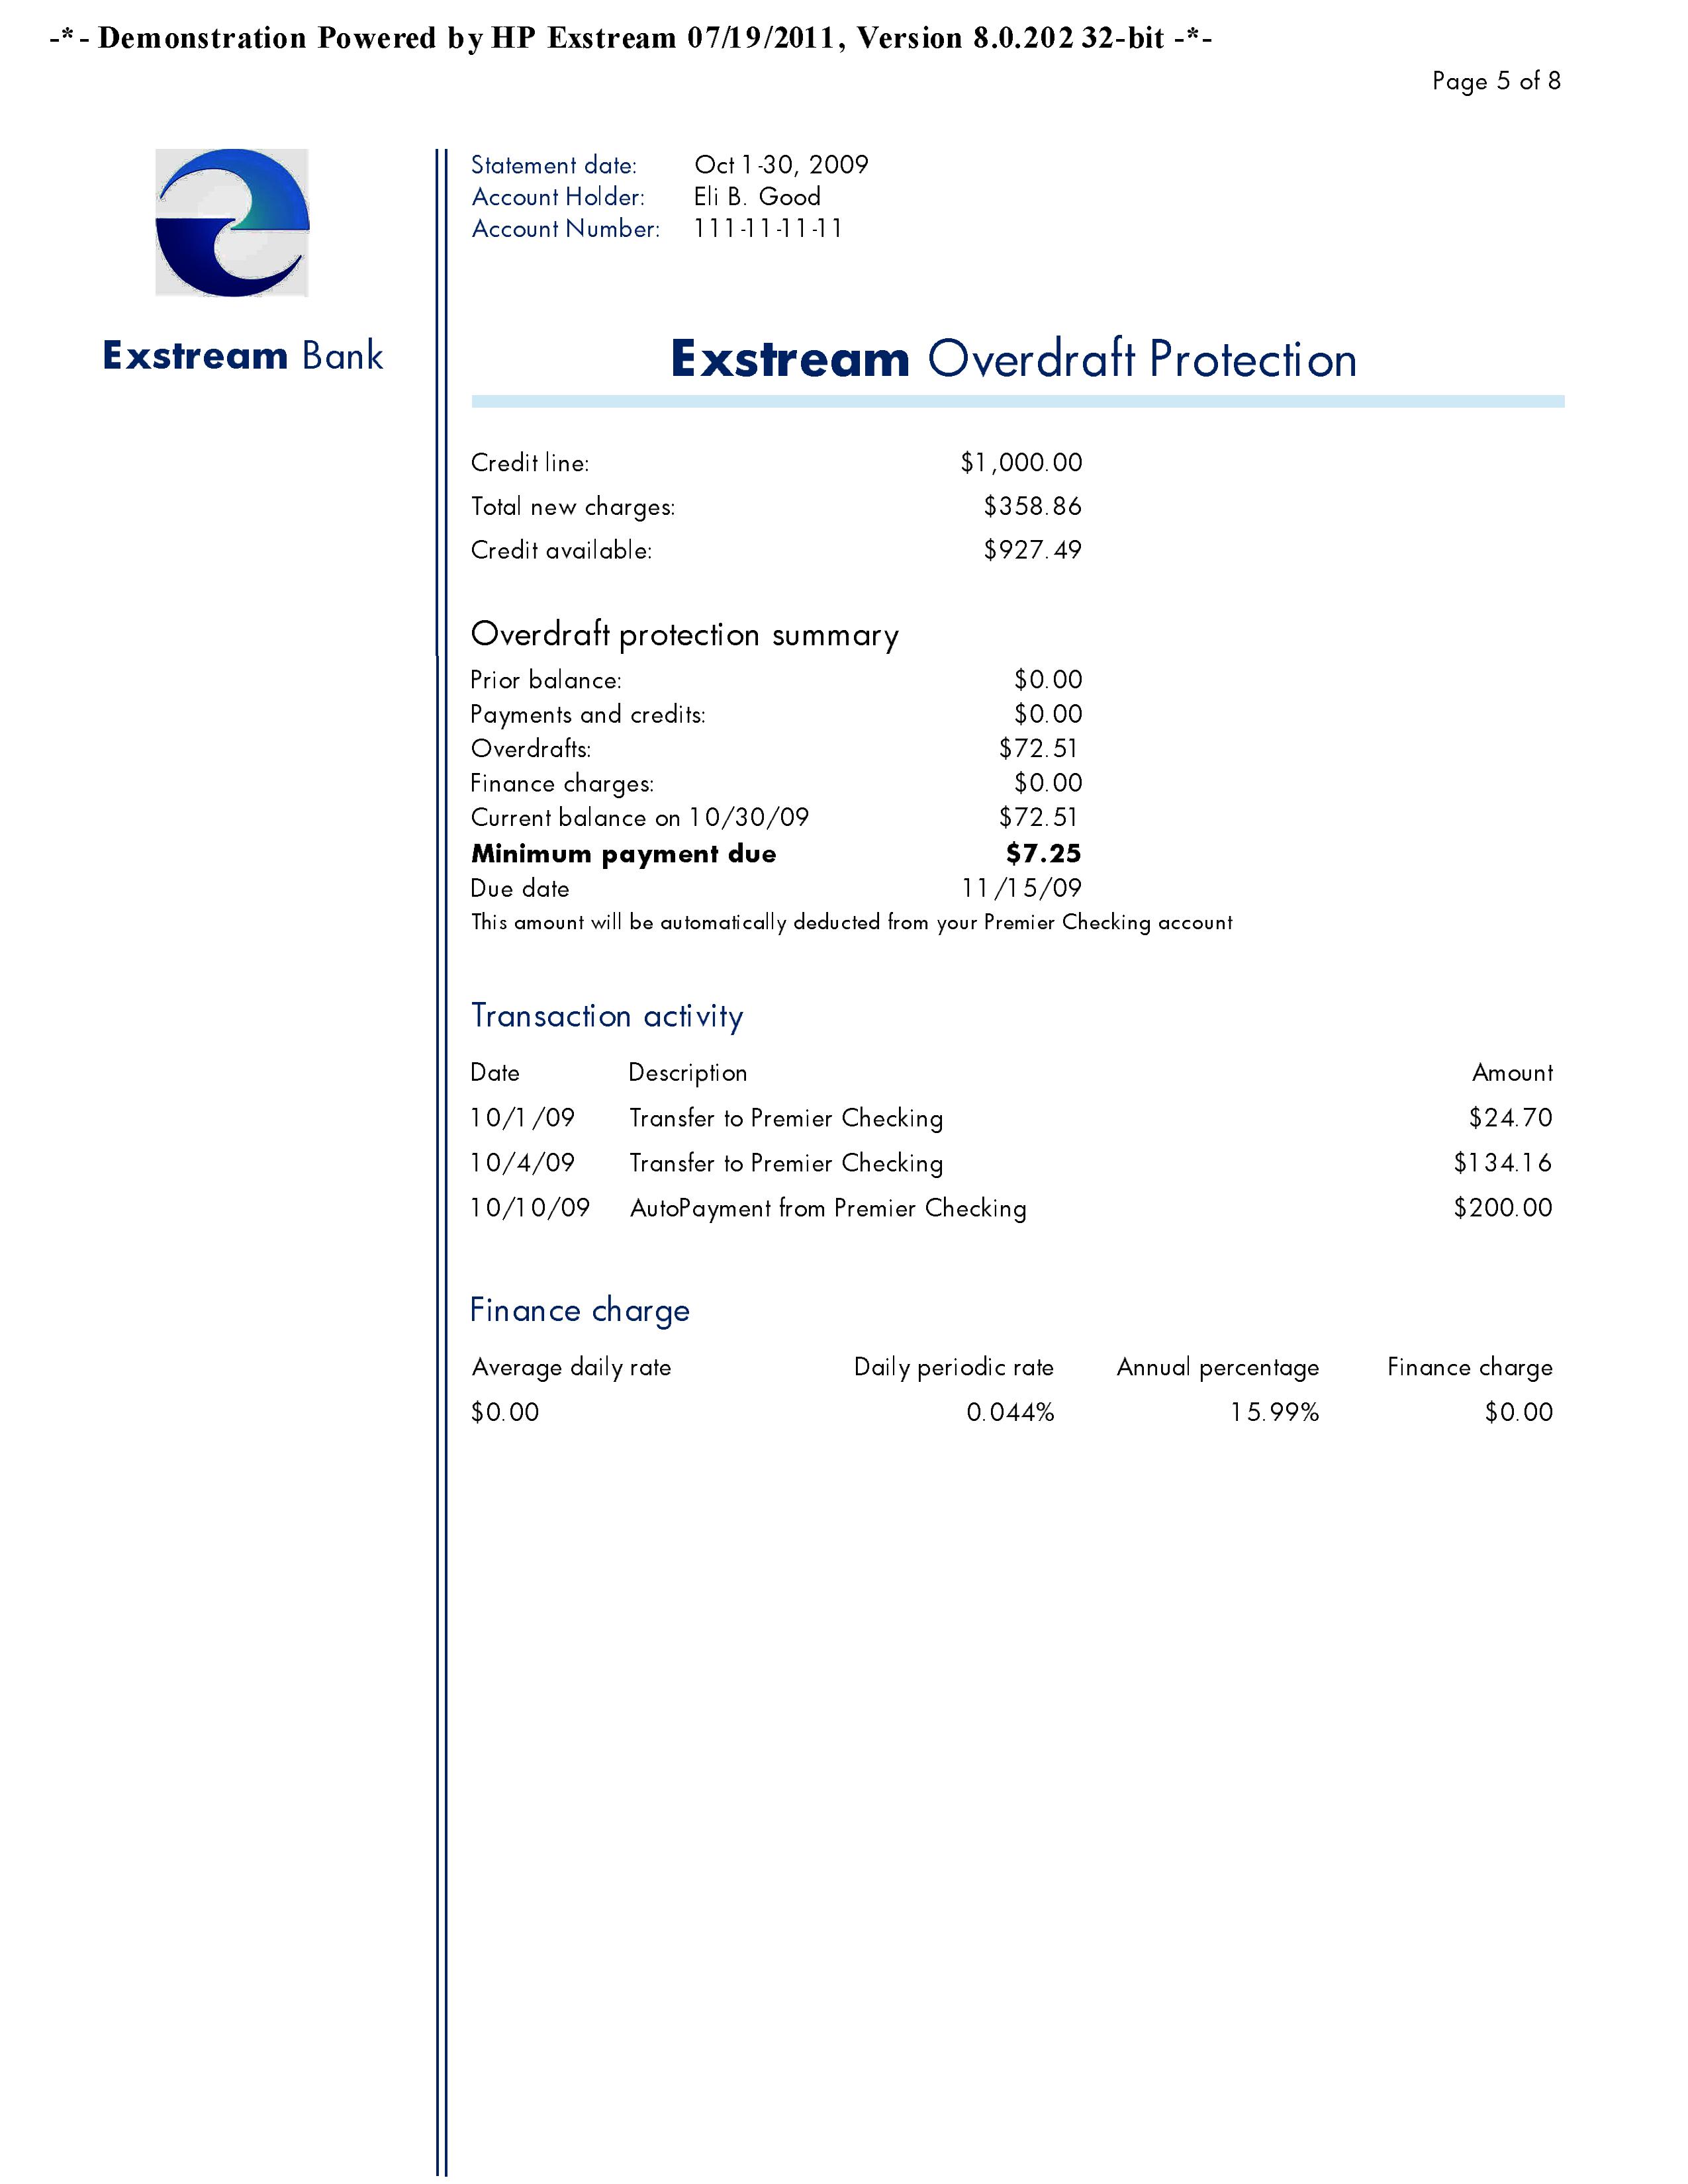 -*- Demonstration Powered by HP Exstream 07/19/2011, Version 8.0.202 32-bit -*-
Page 5 of 8
Statement date: Oct 1-30, 2009
Account Holder: Eli B. Good
Account Number: 111-11-11-11
Exstream Bank
Exstream Overdraft Protection
Credit line: $1,000.00
Total new charges: $358.86
Credit available: $927.49
Overdraft protection summary
Prior balance: $0.00
Payments and credits: $0.00
Overdrafts: $72.51
Finance charges: $0.00
Current balance on 10/30/09 $72.51
Minimum payment due $7.25
Due date 11/15/09
This amount will be automatically deducted from your Premier Checking account
Transaction activity
Date Description Amount
10/1/09 Transfer to Premier Checking $24.70
10/4/09 Transfer to Premier Checking $134.16
10/10/09 AutoPayment from Premier Checking $200.00
Finance charge
Average daily rate Daily periodic rate Annual percentage Finance charge
$0.00 0.044% 15.99% $0.00